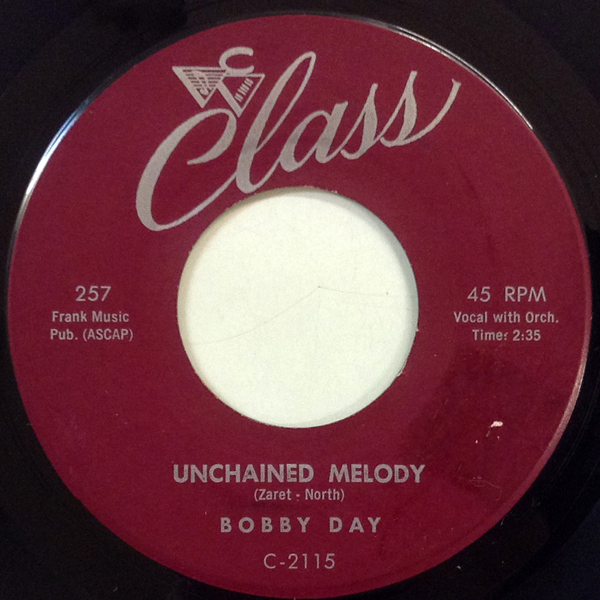 Class
257
Frank Music
Pub. (ASCAP)
45 RPM
Vocal with Orch.
Time: 2:35
UNCHAINED MELODY
(Zaret - North)
BOBBY DAY
C-2115